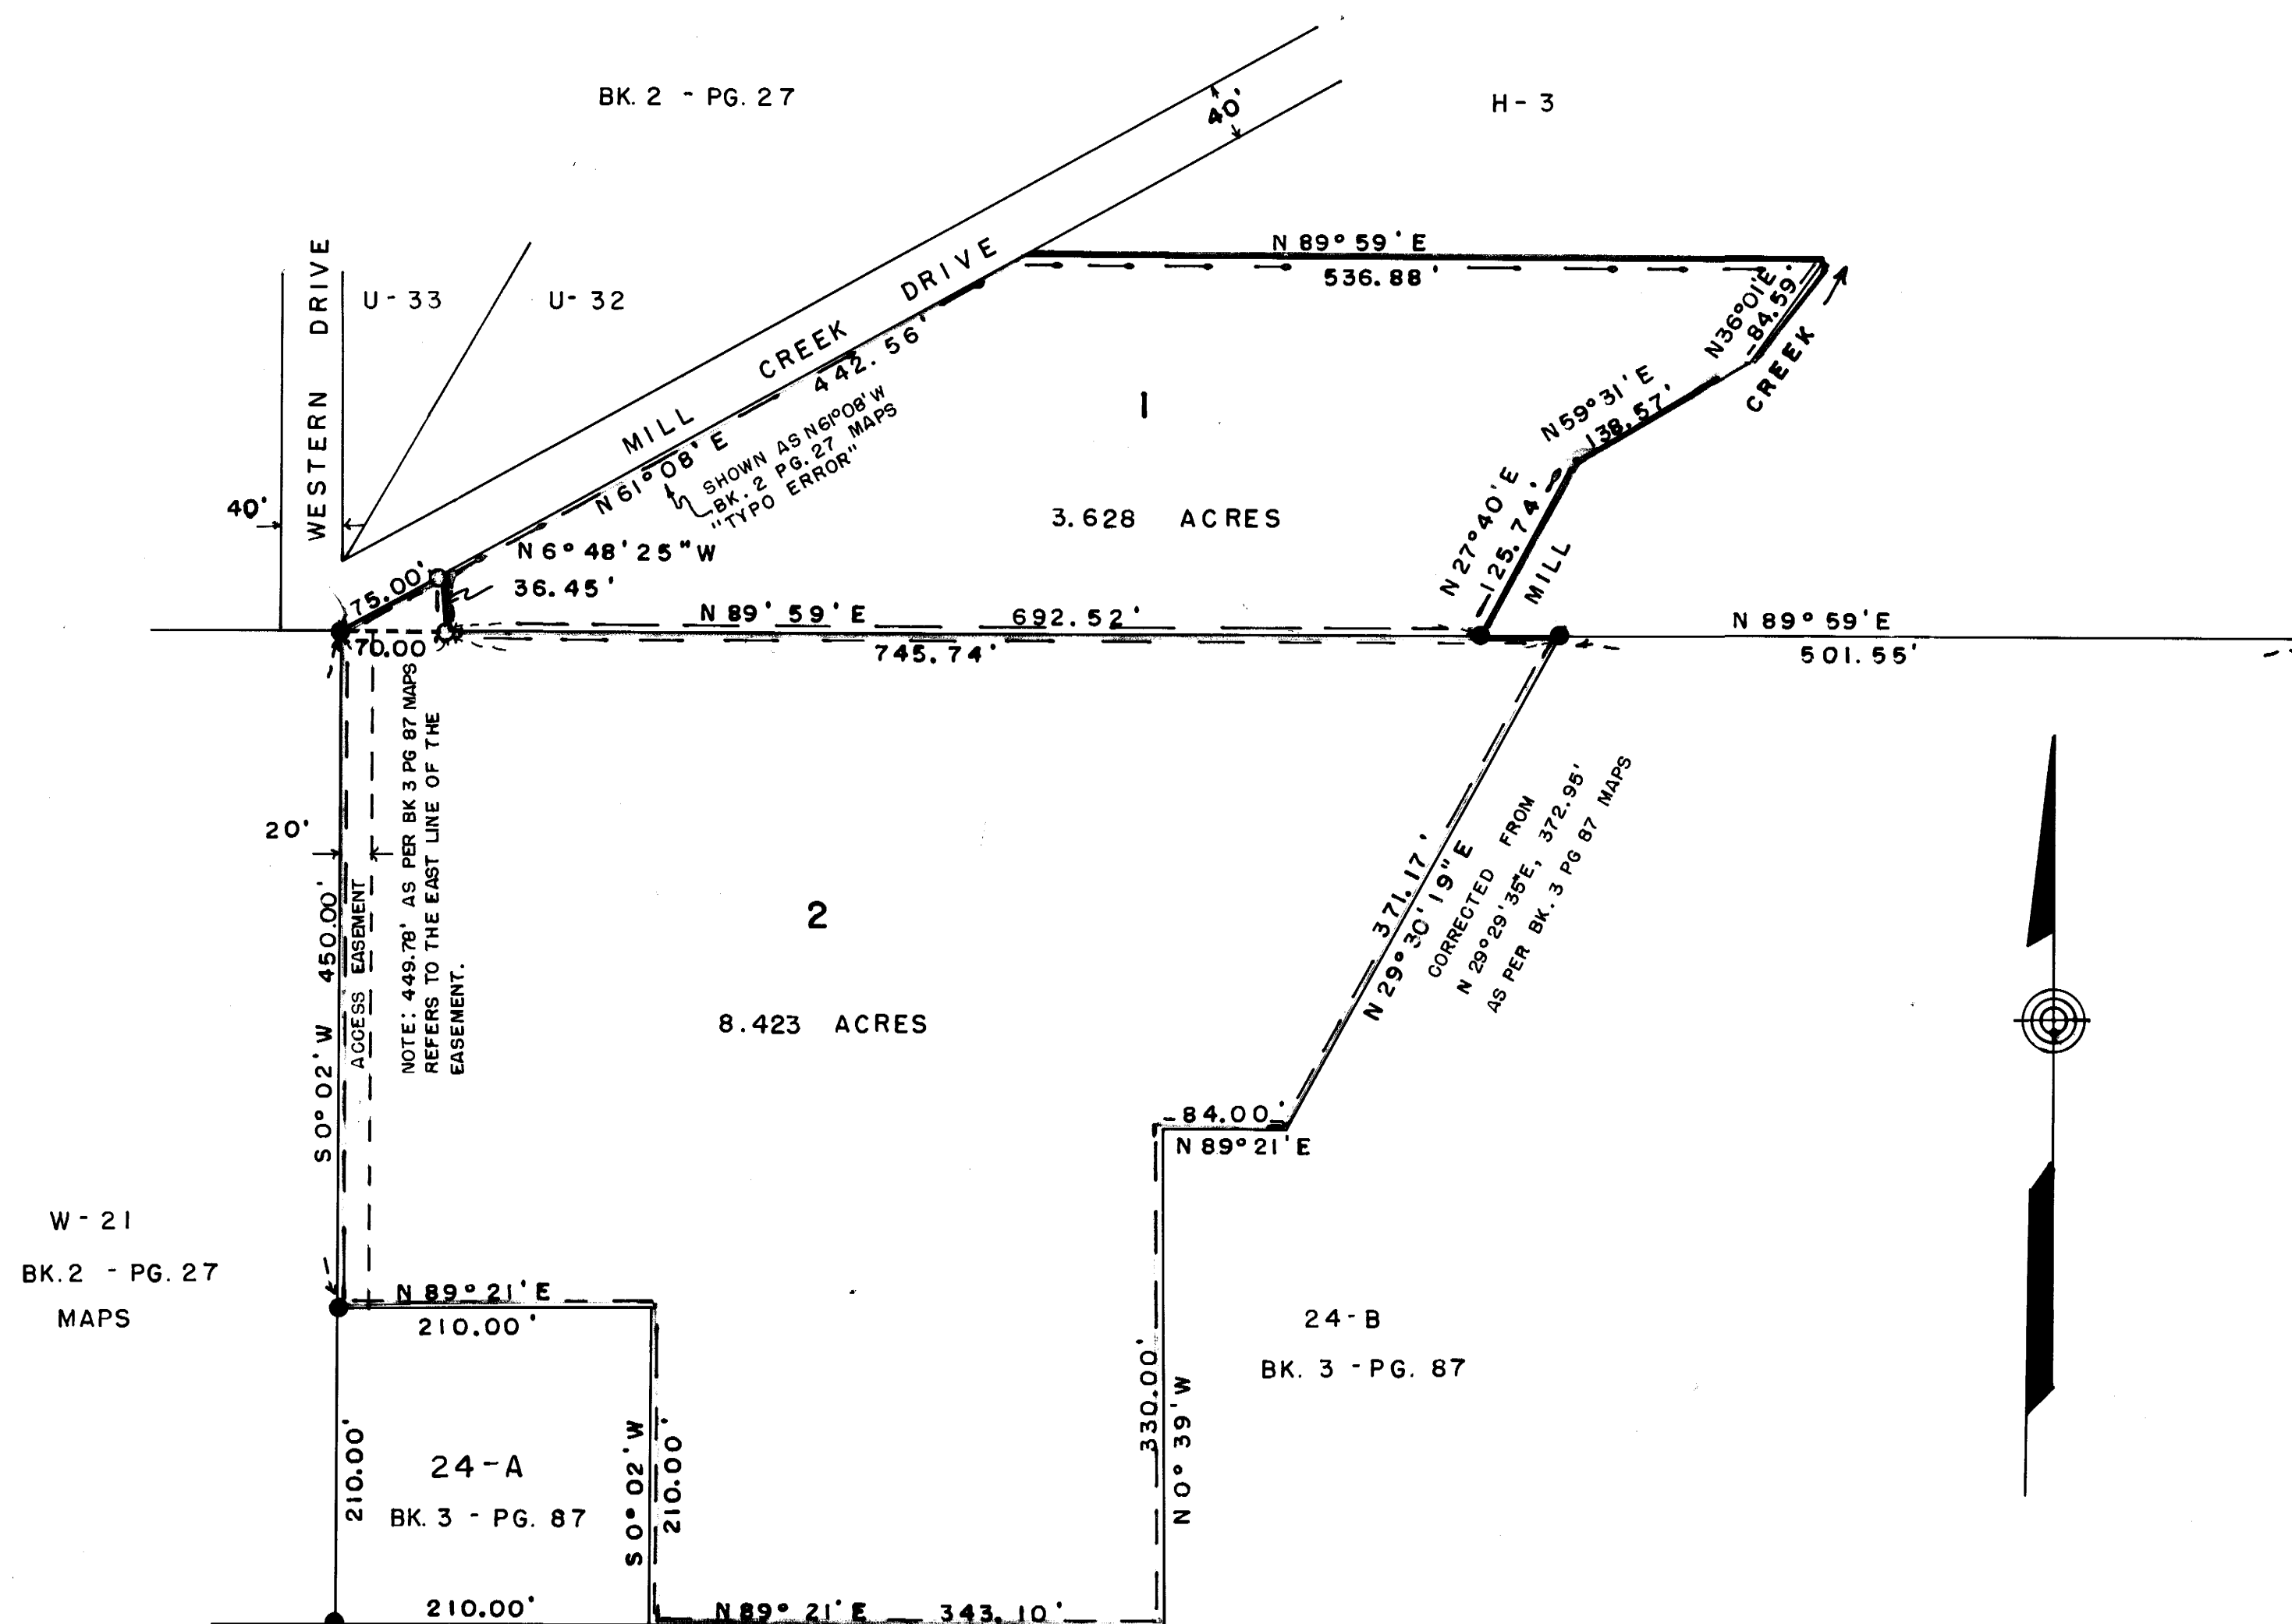 BK. 2 - PG. 27
H - 3
40'
WESTERN DRIVE
U - 33
U - 32
MILL CREEK DRIVE
N 89° 59' E
536.88'
N 36° 01' E
84.59'
CREEK
442.56'
N 61° 08' E
SHOWN AS N 61° 08' W
BK. 2 PG. 27 MAPS
"TYPO ERROR"
1
N 59° 31' E
138.57'
40'
3.628 ACRES
N 27° 40' E
125.74'
MILL
N 6° 48' 25" W
36.45'
75.00'
N 89' 59' E
692.52'
N 89° 59' E
70.00
745.74'
501.55'
20'
S 0° 02' W 450.00'
ACCESS EASEMENT
NOTE: 449.78' AS PER BK 3 PG 87 MAPS
REFERS TO THE EAST LINE OF THE
EASEMENT.
2
8.423 ACRES
371.17'
N 29° 30' 19" E
CORRECTED FROM
N 29° 29' 35" E, 372.95'
AS PER BK. 3 PG 87 MAPS
84.00'
N 89° 21' E
W - 21
BK. 2 - PG. 27
MAPS
N 89° 21' E
210.00'
24 - B
BK. 3 - PG. 87
330.00'
N 0° 39' W
210.00'
24 - A
BK. 3 - PG. 87
S 0° 02' W
210.00'
210.00'
N 89° 21' E 343.10'